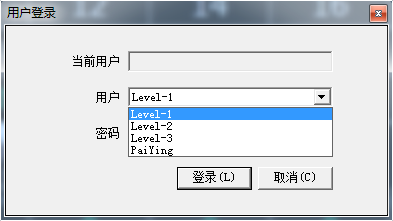 用户登录
当前用户
用户 Level-1
Level-1
Level-2
密码
Level-3
PaiYing
登录(L) 取消(C)